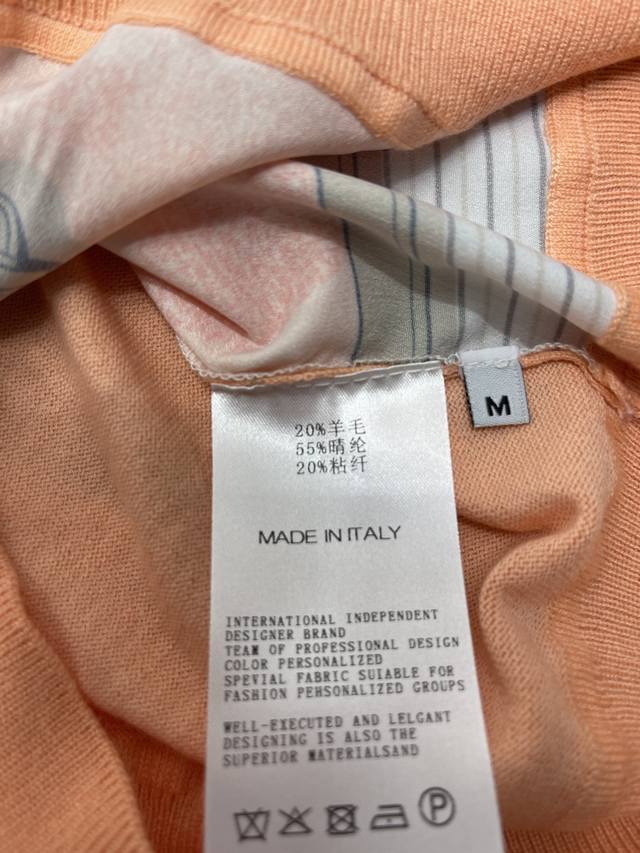 M
20%羊毛
55%晴纶
20%粘纤
MADE IN ITALY
INTERNATIONAL INDEPENDENT
DESIGNER BRAND
TEAM OF PROFESSIONAL DESIGN
COLOR PERSONALIZED
SPEVIAL FABRIC SUIABLE FOR
FASHION PEHSONALIZED GROUPS
WELL-EXECUTED AND LELGANT
DESIGNING IS ALSO THE
SUPERIOR MATERIALSAND
P